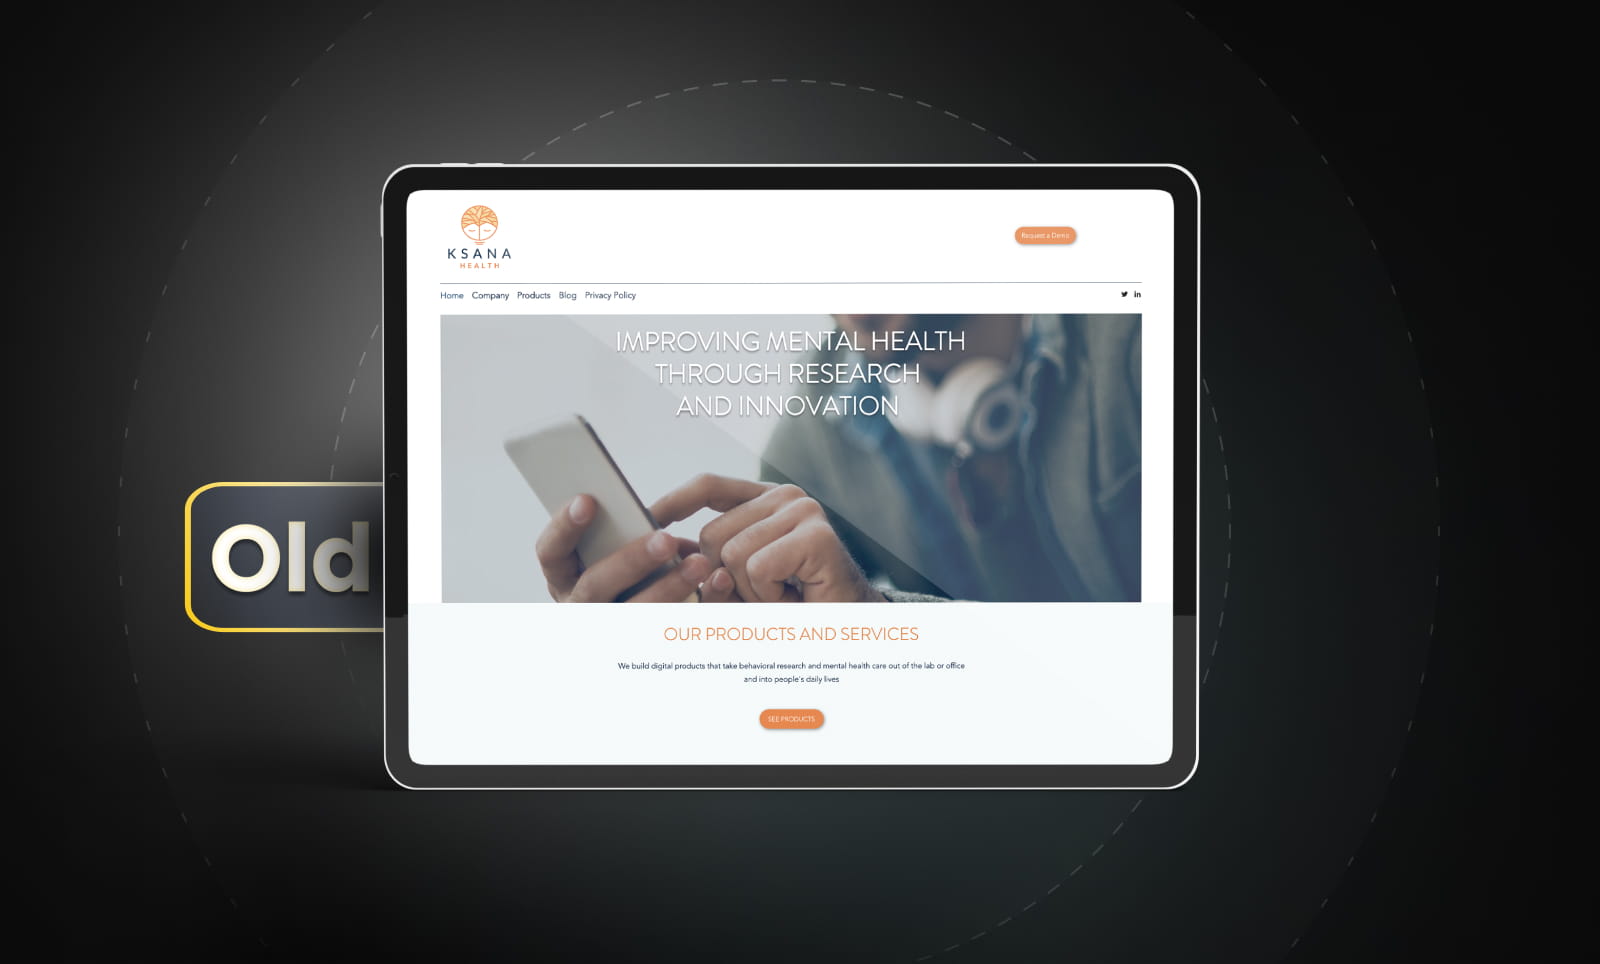 KSANA
HEALTH
Request a Demo
Home Company Products Blog Privacy Policy
in
IMPROVING MENTAL HEALTH
THROUGH RESEARCH
AND INNOVATION
Old
OUR PRODUCTS AND SERVICES
We build digital products that take behavioral research and mental health care out of the lab or office
and into people's daily lives
SEE PRODUCTS